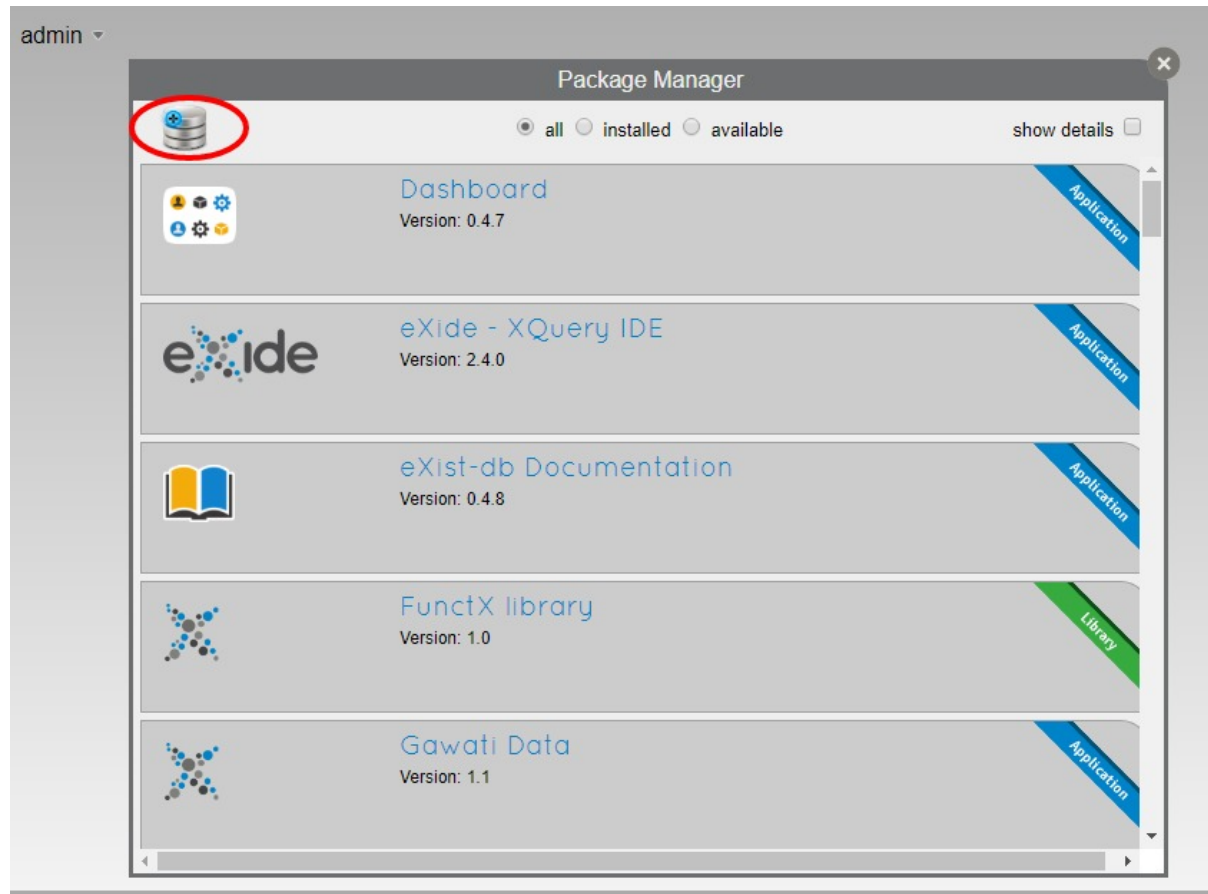 admin
Package Manager
all installed available show details
Dashboard
Version: 0.4.7
Application
eXide
eXide - XQuery IDE
Version: 2.4.0
Application
eXist-db Documentation
Version: 0.4.8
Application
FunctX library
Version: 1.0
Library
Gawati Data
Version: 1.1
Application